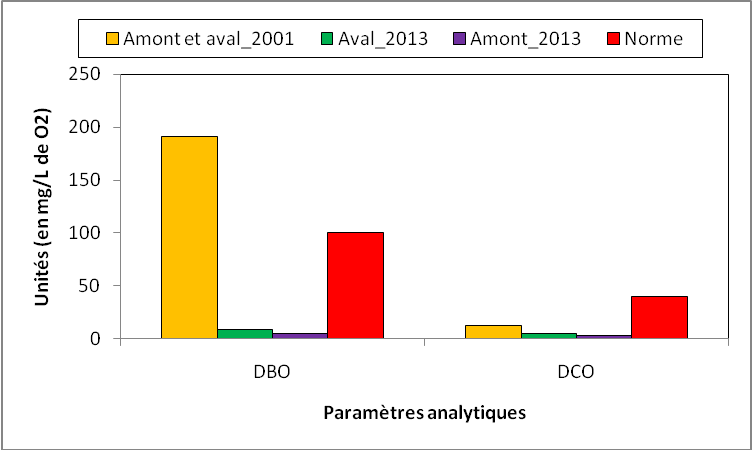 Amont et aval_2001 Aval_2013 Amont_2013 Norme
250
200
150
100
50
0
Unités (en mg/L de O2)
DBO DCO
Paramètres analytiques